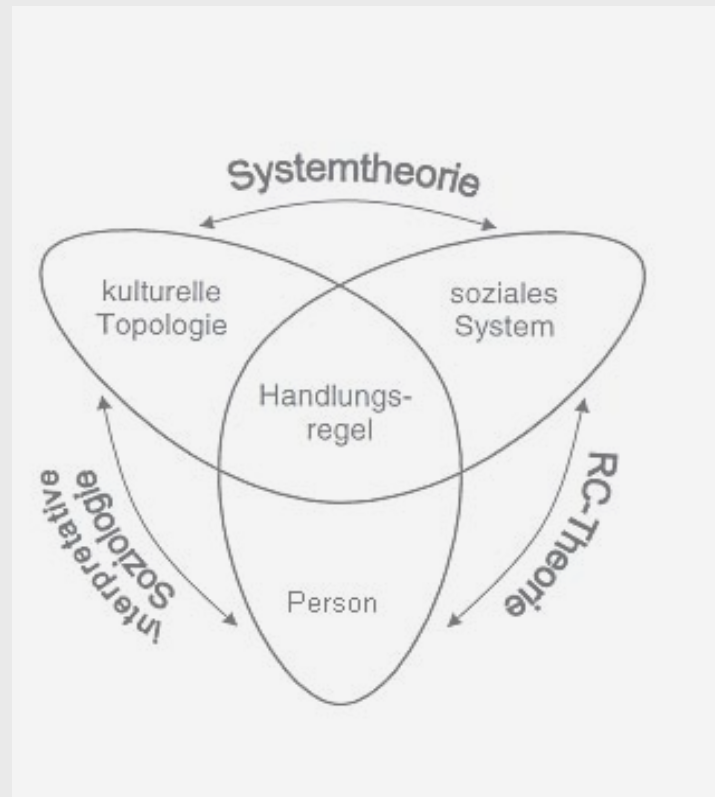 Systemtheorie
kulturelle
Topologie
soziales
System
Handlungs-
regel
interpretative
Soziologie
RC-Theorie
Person